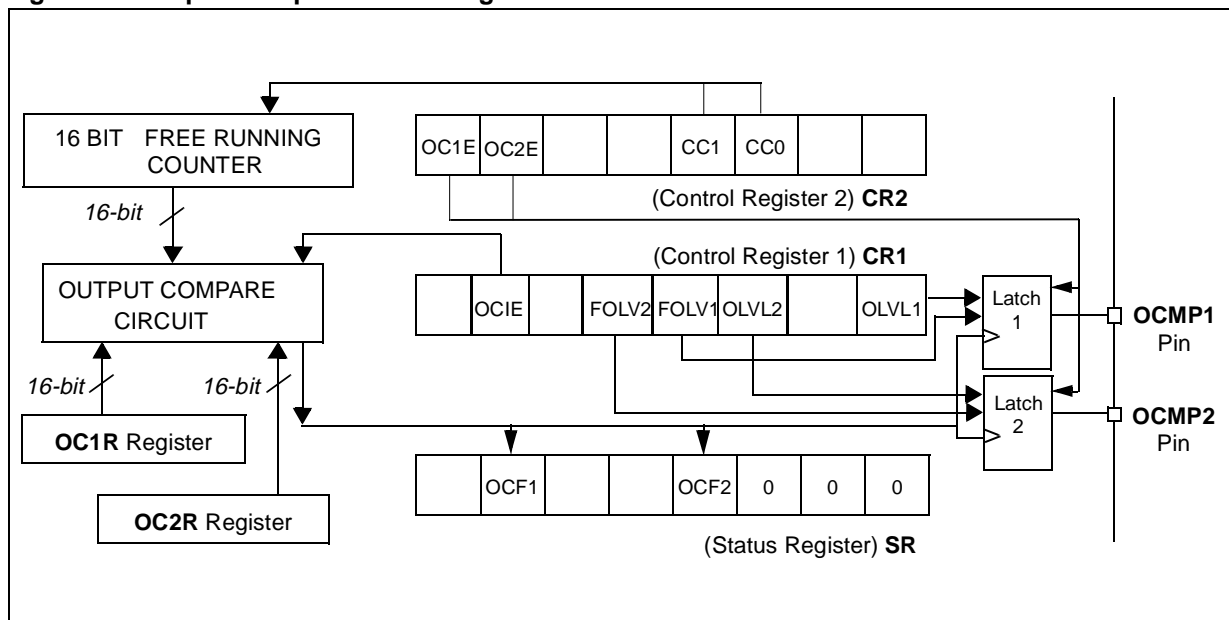 16 BIT FREE RUNNING
COUNTER
OC1E OC2E CC1 CC0
(Control Register 2) CR2
16-bit
(Control Register 1) CR1
OUTPUT COMPARE
CIRCUIT
OCIE FOLV2 FOLV1 OLVL2 OLVL1
Latch
1
OCMP1
Pin
16-bit
16-bit
Latch
2
OCMP2
Pin
OC1R Register
OCF1 OCF2 0 0 0
OC2R Register
(Status Register) SR